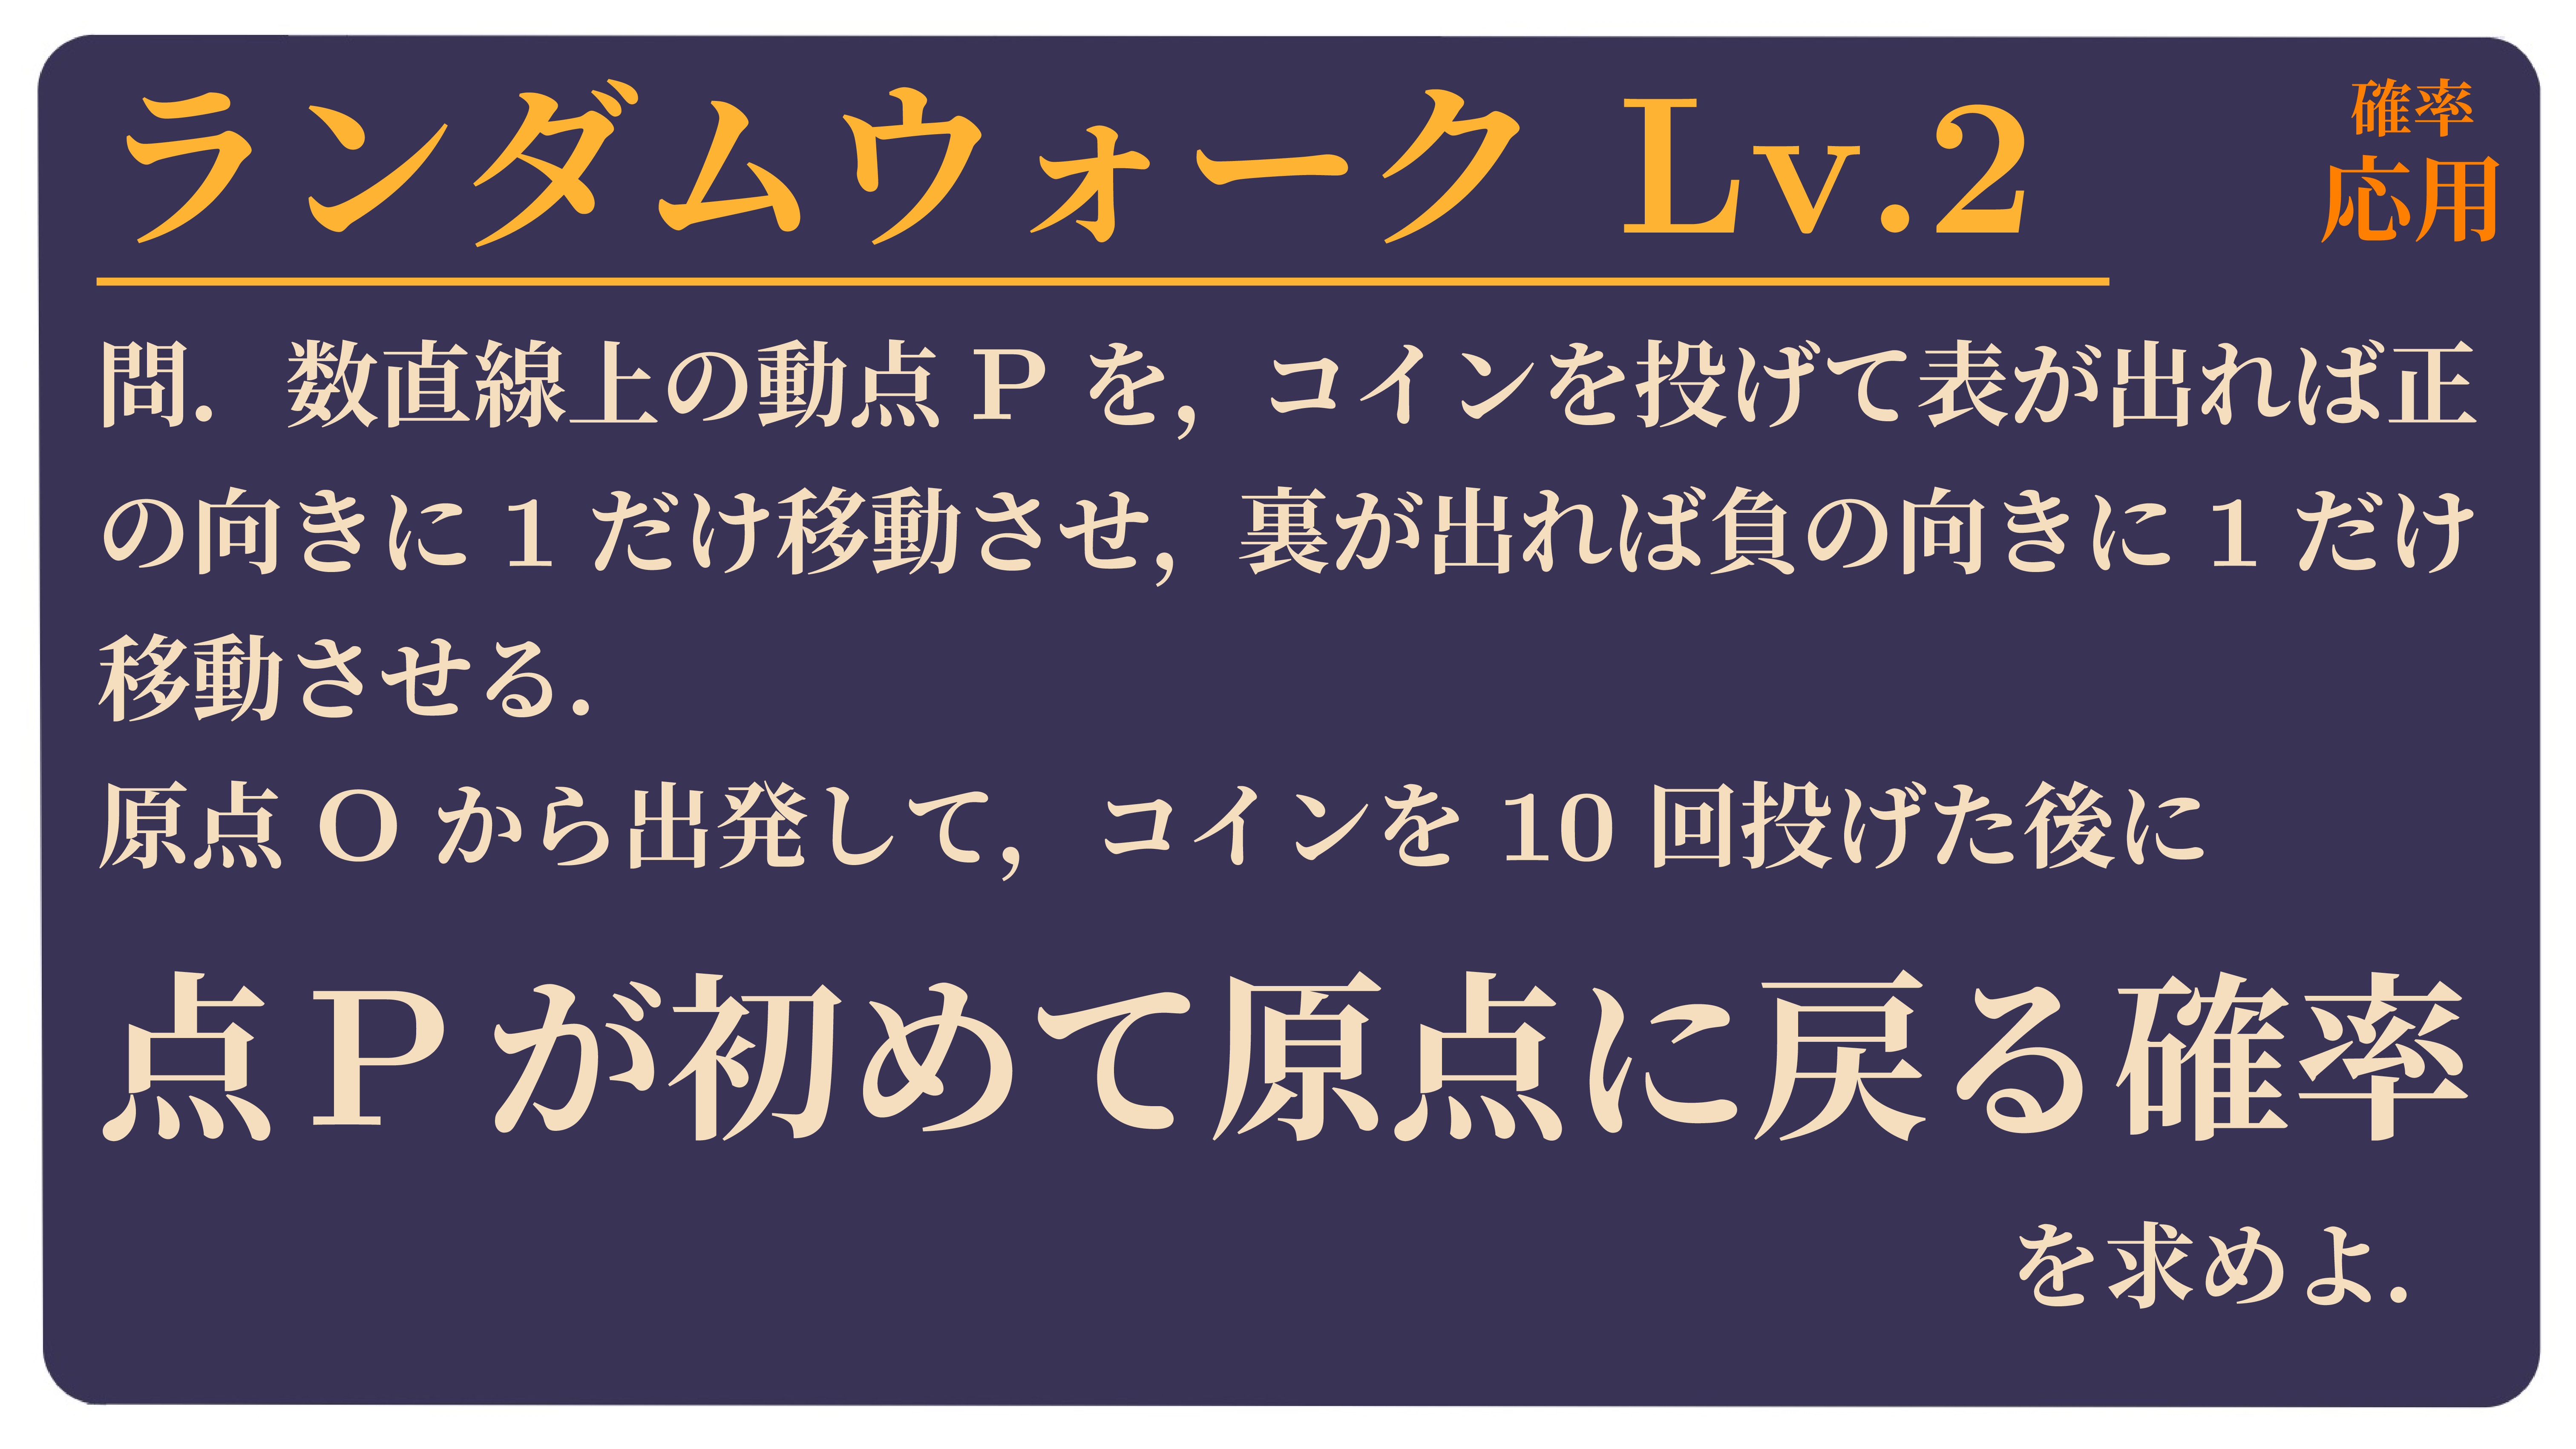 ランダムウォーク Lv.2
確率
応用
問. 数直線上の動点 P を, コインを投げて表が出れば正
の向きに 1 だけ移動させ, 裏が出れば負の向きに 1 だけ
移動させる.
原点 O から出発して, コインを 10 回投げた後に
点 P が初めて原点に戻る確率
を求めよ.